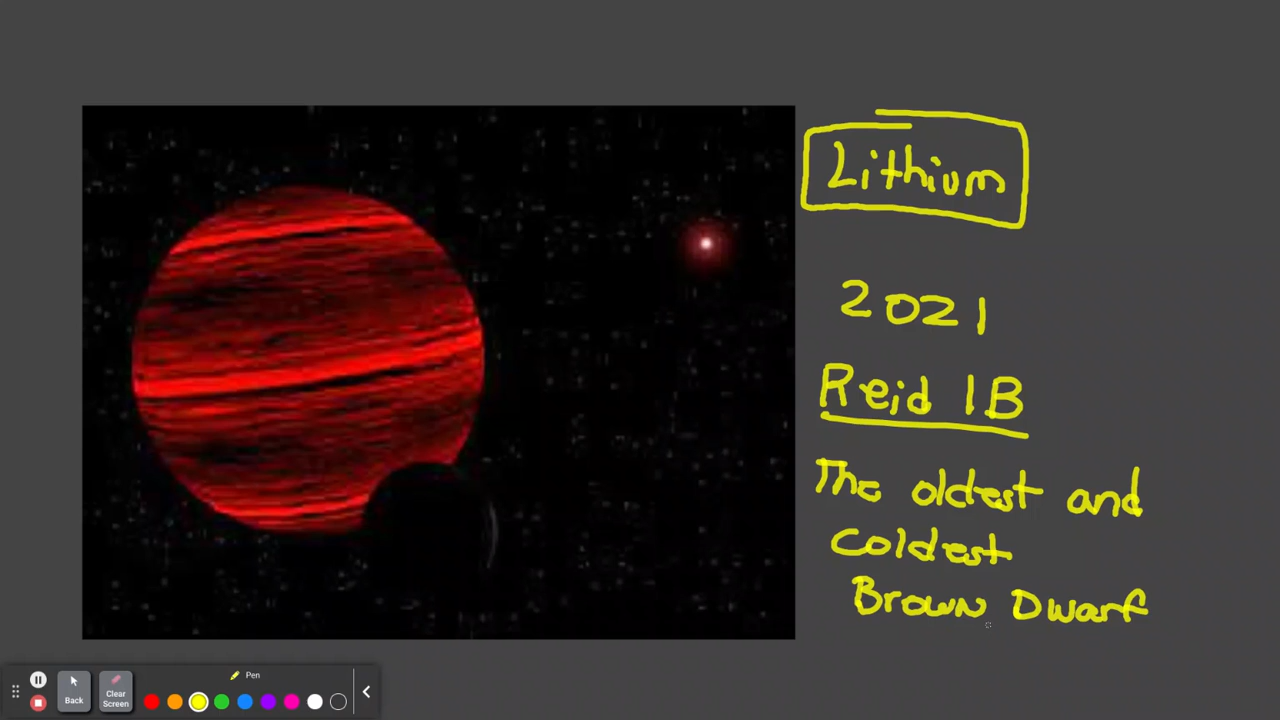 Lithium
2021
Reid 1B
The oldest and
Coldest
Brown Dwarf
Pen
Back
Clear
Screen